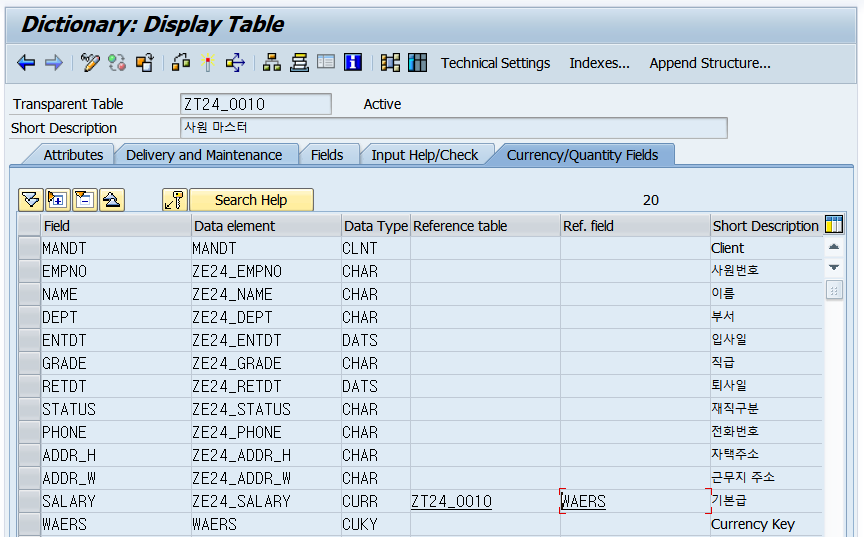 Dictionary: Display Table
Technical Settings Indexes... Append Structure...
Transparent Table ZT24_0010 Active
Short Description 사원 마스터
Attributes Delivery and Maintenance Fields Input Help/Check Currency/Quantity Fields
Search Help 20
Field Data element Data Type Reference table Ref. field Short Description
MANDT MANDT CLNT Client
EMPNO ZE24_EMPNO CHAR 사원번호
NAME ZE24_NAME CHAR 이름
DEPT ZE24_DEPT CHAR 부서
ENTDT ZE24_ENTDT DATS 입사일
GRADE ZE24_GRADE CHAR 직급
RETDT ZE24_RETDT DATS 퇴사일
STATUS ZE24_STATUS CHAR 재직구분
PHONE ZE24_PHONE CHAR 전화번호
ADDR_H ZE24_ADDR_H CHAR 자택주소
ADDR_W ZE24_ADDR_W CHAR 근무지 주소
SALARY ZE24_SALARY CURR ZT24_0010 WAERS 기본급
WAERS WAERS CUKY Currency Key